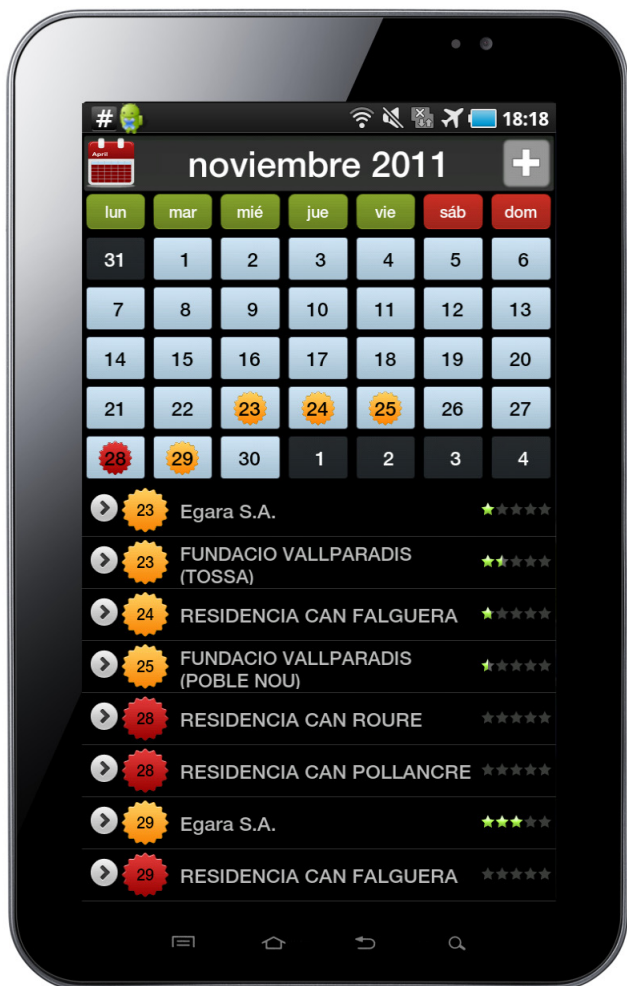 # 18:18
April noviembre 2011
lun mar mié jue vie sáb dom
31 1 2 3 4 5 6
7 8 9 10 11 12 13
14 15 16 17 18 19 20
21 22 23 24 25 26 27
28 29 30 1 2 3 4
23 Egara S.A.
23 FUNDACIO VALLPARADIS
(TOSSA)
24 RESIDENCIA CAN FALGUERA
25 FUNDACIO VALLPARADIS
(POBLE NOU)
28 RESIDENCIA CAN ROURE
28 RESIDENCIA CAN POLLANCRE
29 Egara S.A.
29 RESIDENCIA CAN FALGUERA